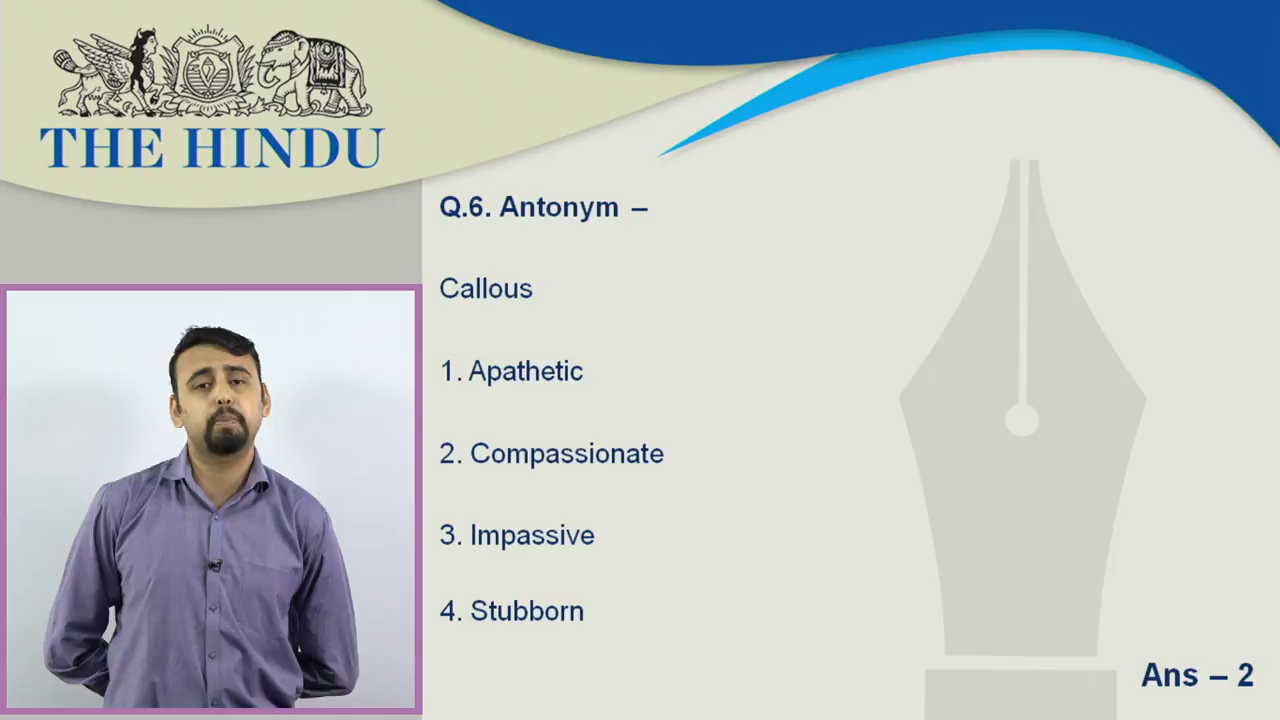 THE HINDU
Q.6. Antonym –
Callous
1. Apathetic
2. Compassionate
3. Impassive
4. Stubborn
Ans – 2